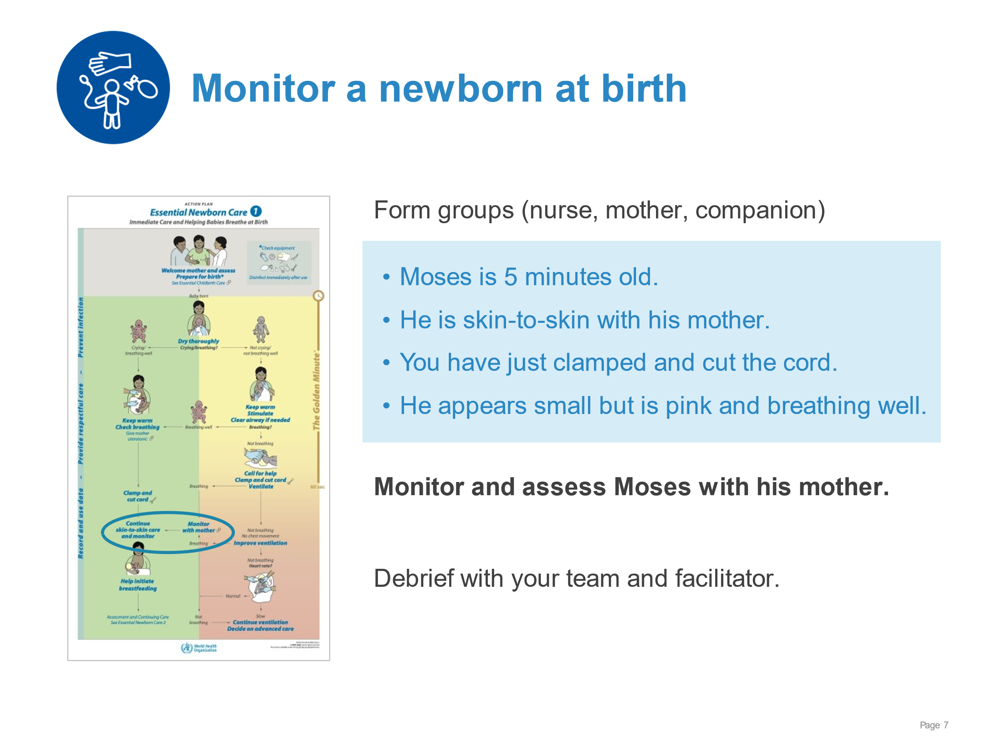 Monitor a newborn at birth
ACTION PLAN
Essential Newborn Care 1
Immediate Care and Helping Babies Breathe at Birth
Welcome mother and assess
Prepare for birth*
See Essential Childbirth Care
*Check equipment
Disinfect immediately after use
Baby born
Dry thoroughly
Crying/breathing?
Crying/
breathing well
Not crying/
not breathing well
Keep warm
Check breathing
Give mother
uterotonic
Breathing well
Keep warm
Stimulate
Clear airway if needed
Breathing?
Not breathing
Call for help
Clamp and cut cord
Ventilate
Breathing
60 sec
The Golden Minute
Clamp and
cut cord
Continue
skin-to-skin care
and monitor
Monitor
with mother
Not breathing
No chest movement
Improve ventilation
Breathing
Not breathing
Heart rate?
Help initiate
breastfeeding
Normal
Slow
Assessment and Continuing Care
See Essential Newborn Care 2
Not
breathing
Continue ventilation
Decide on advanced care
Record and use data - Provide respectful care - Prevent infection
World Health
Organization
Form groups (nurse, mother, companion)
• Moses is 5 minutes old.
• He is skin-to-skin with his mother.
• You have just clamped and cut the cord.
• He appears small but is pink and breathing well.
Monitor and assess Moses with his mother.
Debrief with your team and facilitator.
Page 7